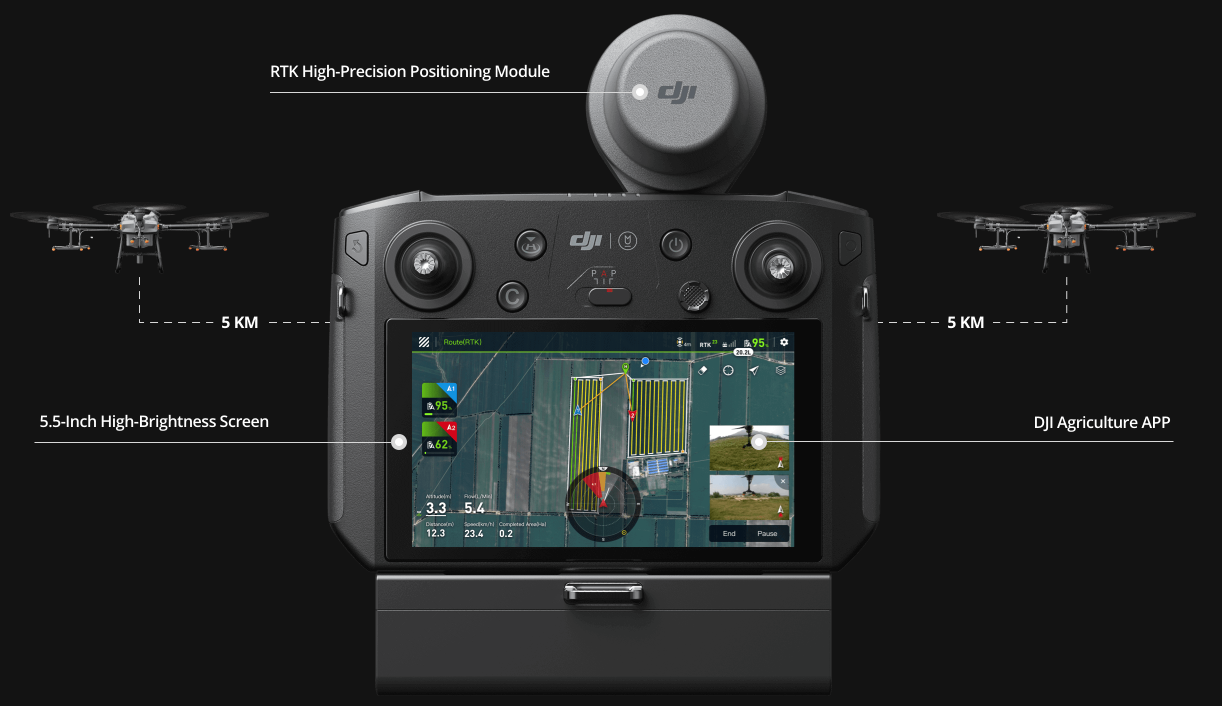 RTK High-Precision Positioning Module
dji
dji
P A P
C
5 KM
5 KM
Route(RTK)
4m
RTK 23
95%
20.2L
H
A1
95%
A2
62%
5.5-Inch High-Brightness Screen
DJI Agriculture APP
Altitude(m) Flow(L/Min)
3.3 5.4
Distance(m) Speed(km/h) Completed Area(Ha)
12.3 23.4 0.2
End Pause